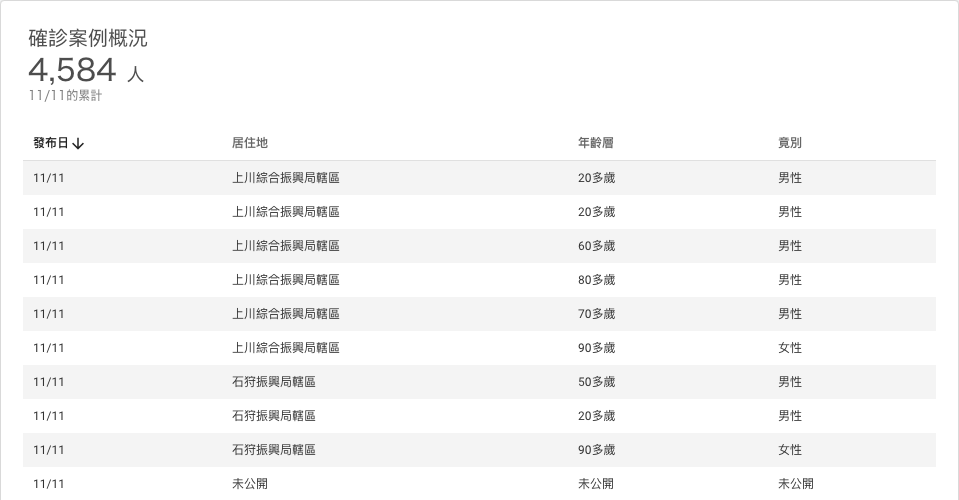 確診案例概況
4,584 人
11/11的累計
發布日↓ 居住地 年齡層 竟別
11/11 上川綜合振興局轄區 20多歲 男性
11/11 上川綜合振興局轄區 20多歲 男性
11/11 上川綜合振興局轄區 60多歲 男性
11/11 上川綜合振興局轄區 80多歲 男性
11/11 上川綜合振興局轄區 70多歲 男性
11/11 上川綜合振興局轄區 90多歲 女性
11/11 石狩振興局轄區 50多歲 男性
11/11 石狩振興局轄區 20多歲 男性
11/11 石狩振興局轄區 90多歲 女性
11/11 未公開 未公開 未公開